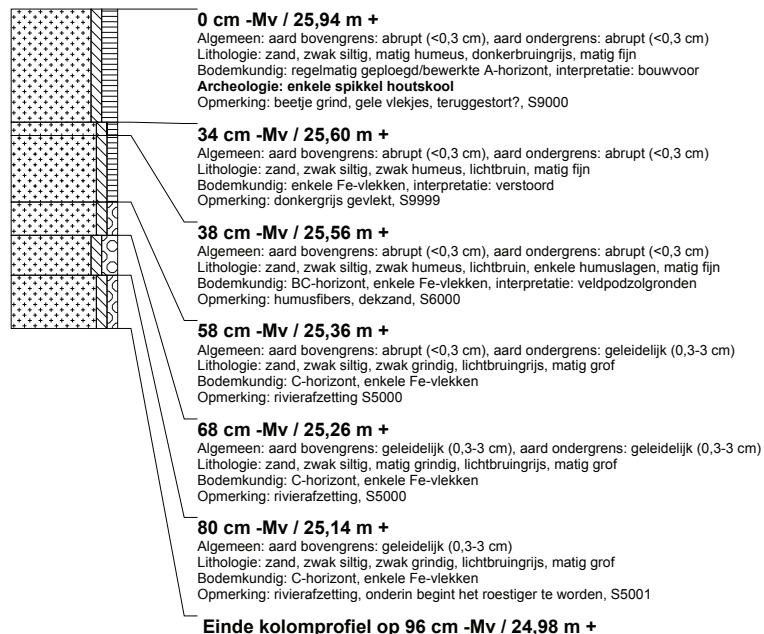 0 cm -Mv / 25,94 m +
Algemeen: aard bovengrens: abrupt (<0,3 cm), aard ondergrens: abrupt (<0,3 cm)
Lithologie: zand, zwak siltig, matig humeus, donkerbruingrijs, matig fijn
Bodemkundig: regelmatig geploegd/bewerkte A-horizont, interpretatie: bouwvoor
Archeologie: enkele spikkel houtskool
Opmerking: beetje grind, gele vlekjes, teruggestort?, S9000
34 cm -Mv / 25,60 m +
Algemeen: aard bovengrens: abrupt (<0,3 cm), aard ondergrens: abrupt (<0,3 cm)
Lithologie: zand, zwak siltig, zwak humeus, lichtbruin, matig fijn
Bodemkundig: enkele Fe-vlekken, interpretatie: verstoord
Opmerking: donkergrijs gevlekt, S9999
38 cm -Mv / 25,56 m +
Algemeen: aard bovengrens: abrupt (<0,3 cm), aard ondergrens: abrupt (<0,3 cm)
Lithologie: zand, zwak siltig, zwak humeus, lichtbruin, enkele humuslagen, matig fijn
Bodemkundig: BC-horizont, enkele Fe-vlekken, interpretatie: veldpodzolgronden
Opmerking: humusfibers, dekzand, S6000
58 cm -Mv / 25,36 m +
Algemeen: aard bovengrens: abrupt (<0,3 cm), aard ondergrens: geleidelijk (0,3-3 cm)
Lithologie: zand, zwak siltig, zwak grindig, lichtbruingrijs, matig grof
Bodemkundig: C-horizont, enkele Fe-vlekken
Opmerking: rivierafzetting S5000
68 cm -Mv / 25,26 m +
Algemeen: aard bovengrens: geleidelijk (0,3-3 cm), aard ondergrens: geleidelijk (0,3-3 cm)
Lithologie: zand, zwak siltig, matig grindig, lichtbruingrijs, matig grof
Bodemkundig: C-horizont, enkele Fe-vlekken
Opmerking: rivierafzetting, S5000
80 cm -Mv / 25,14 m +
Algemeen: aard bovengrens: geleidelijk (0,3-3 cm)
Lithologie: zand, zwak siltig, zwak grindig, lichtbruingrijs, matig grof
Bodemkundig: C-horizont, enkele Fe-vlekken
Opmerking: rivierafzetting, onderin begint het roestiger te worden, S5001
Einde kolomprofiel op 96 cm -Mv / 24,98 m +